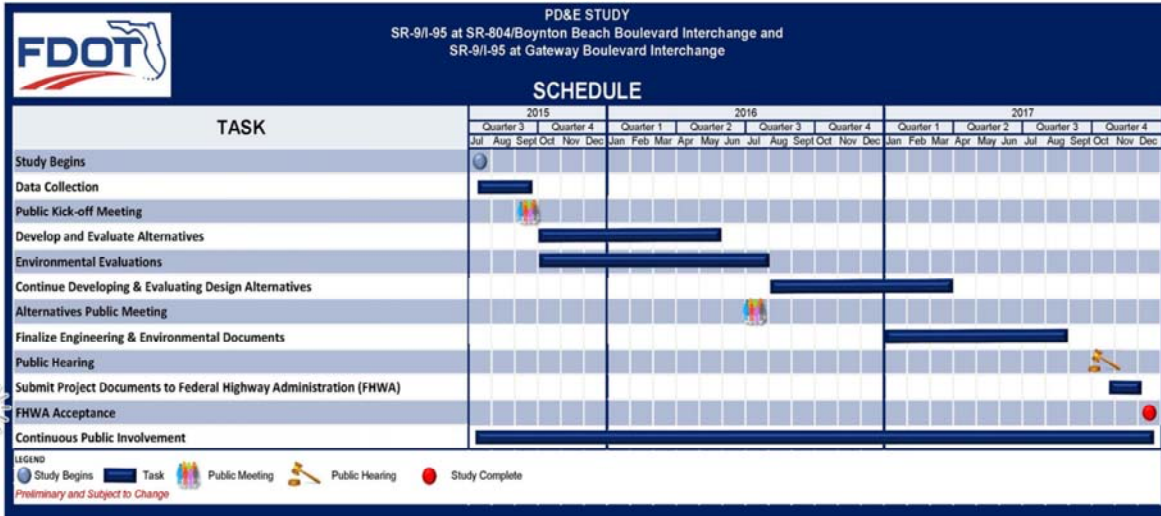 FDOT
PD&E STUDY
SR-9/I-95 at SR-804/Boynton Beach Boulevard Interchange and
SR-9/I-95 at Gateway Boulevard Interchange
SCHEDULE
TASK
2015 2016 2017
Quarter 3 Quarter 4 Quarter 1 Quarter 2 Quarter 3 Quarter 4 Quarter 1 Quarter 2 Quarter 3 Quarter 4
Jul Aug Sept Oct Nov Dec Jan Feb Mar Apr May Jun Jul Aug Sept Oct Nov Dec Jan Feb Mar Apr May Jun Jul Aug Sept Oct Nov Dec
Study Begins
Data Collection
Public Kick-off Meeting
Develop and Evaluate Alternatives
Environmental Evaluations
Continue Developing & Evaluating Design Alternatives
Alternatives Public Meeting
Finalize Engineering & Environmental Documents
Public Hearing
Submit Project Documents to Federal Highway Administration (FHWA)
FHWA Acceptance
Continuous Public Involvement
LEGEND
Study Begins Task Public Meeting Public Hearing Study Complete
Preliminary and Subject to Change